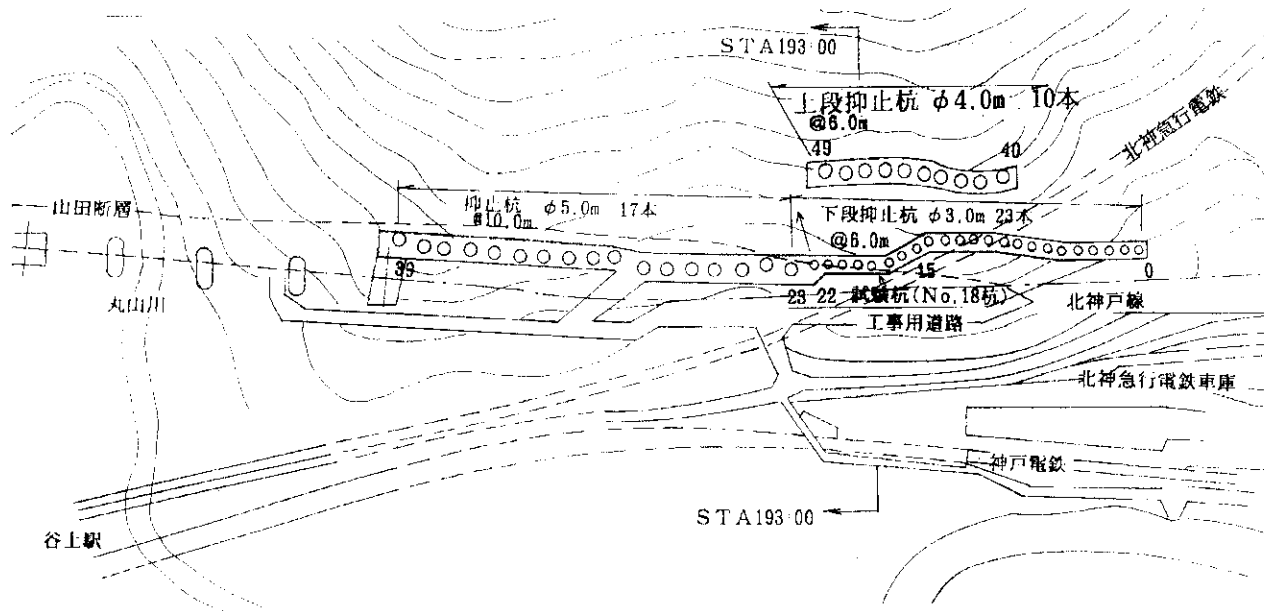 STA193 00
上段抑止杭 φ4.0m 10本
@6.0m
49
40
北神急行電鉄
山田断層
抑止杭 φ5.0m 17本
@10.0m
下段抑止杭 φ3.0m 23本
@6.0m
39
15
0
丸山川
23 22 試験杭(No.18杭)
北神戸線
工事用道路
北神急行電鉄車庫
神戸電鉄
STA193 00
谷上駅